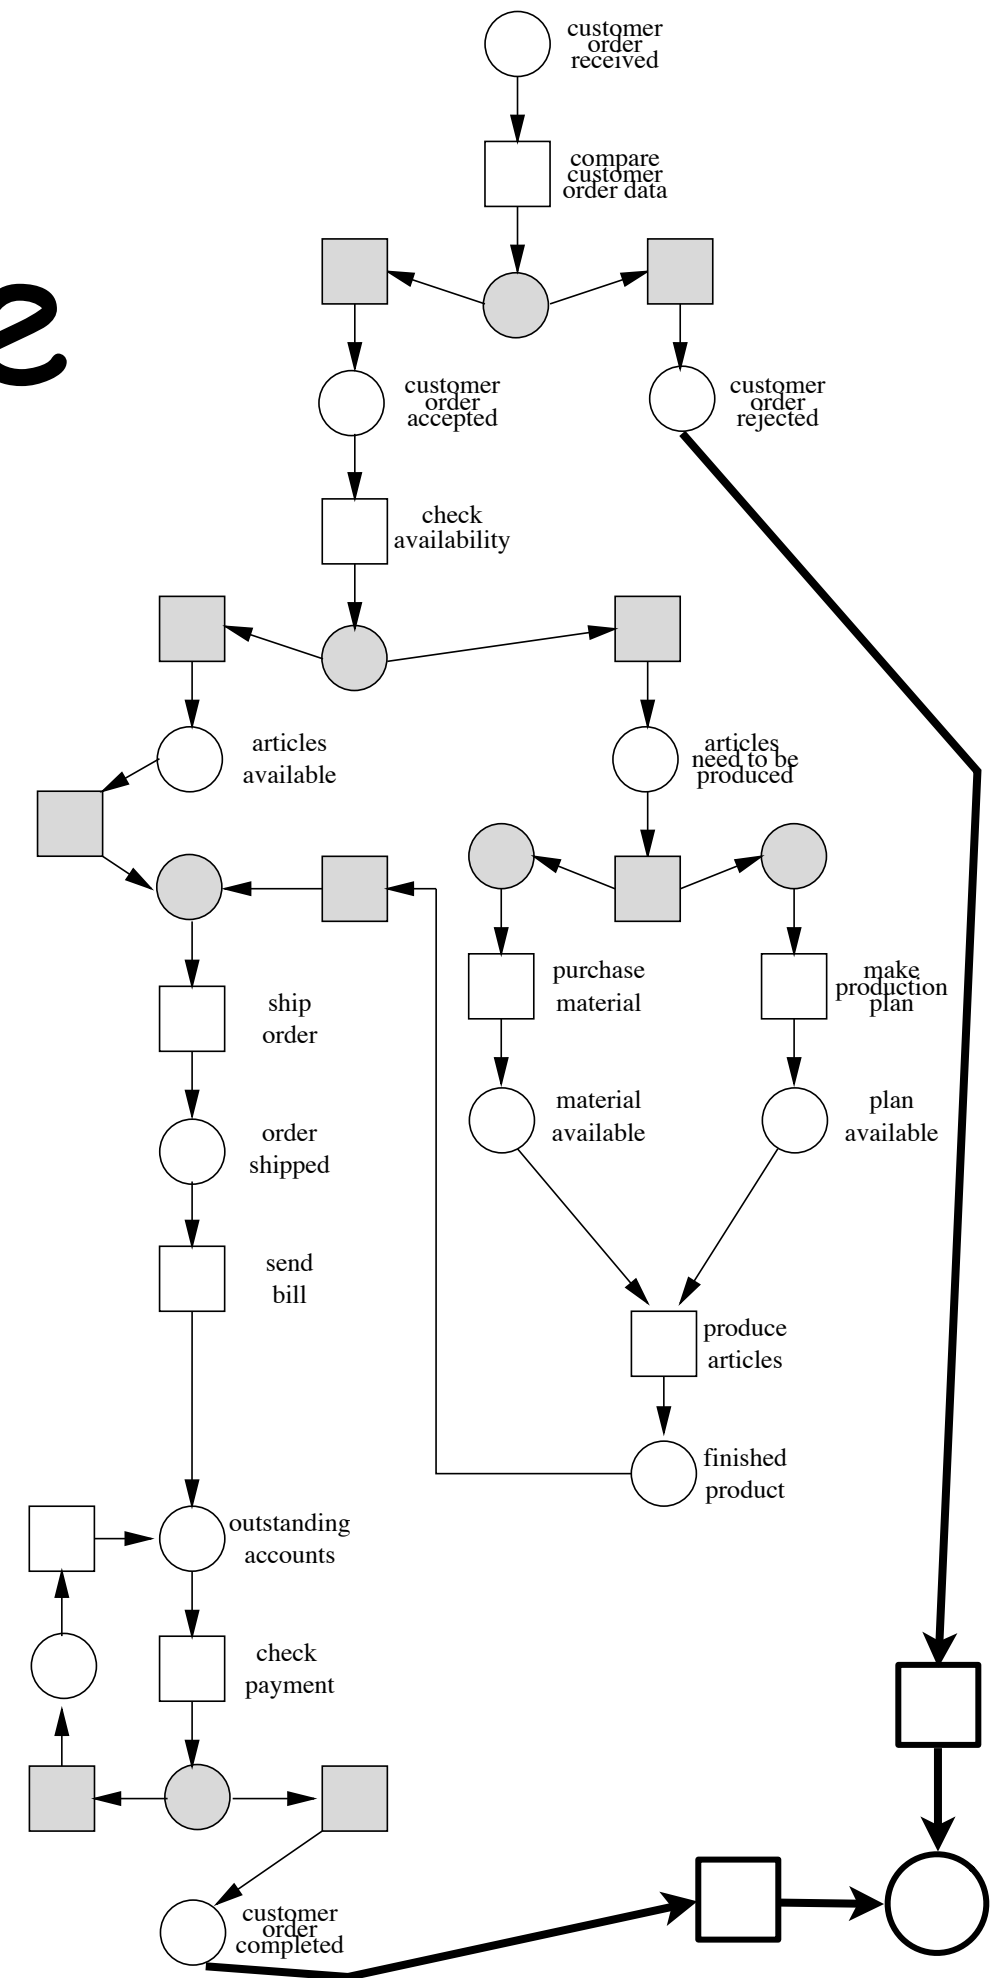 customer
order
received
compare
customer
order data
e
customer
order
accepted
customer
order
rejected
check
availability
articles
available
articles
need to be
produced
purchase
material
make
production
plan
ship
order
material
available
plan
available
order
shipped
send
bill
produce
articles
finished
product
outstanding
accounts
check
payment
customer
order
completed